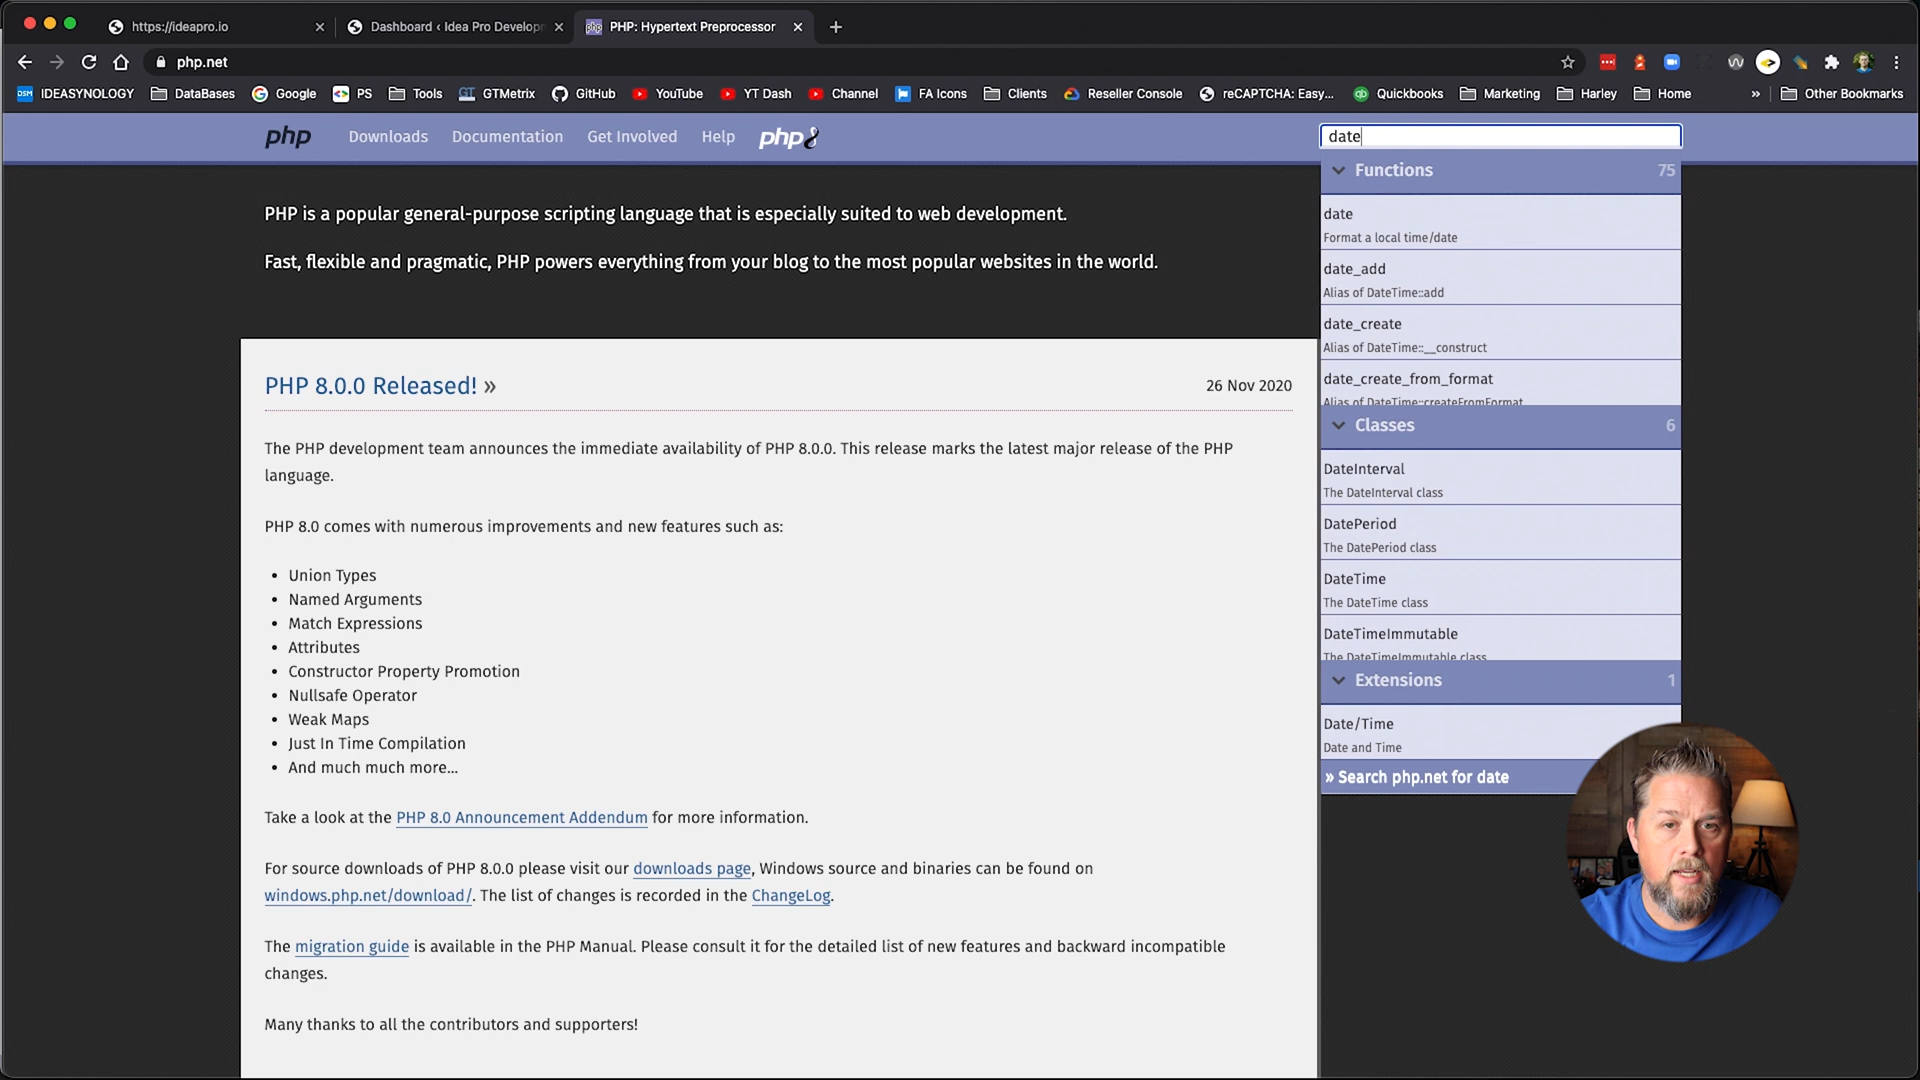 https://ideapro.io
Dashboard ‹ Idea Pro Develop
php PHP: Hypertext Preprocessor
php.net
DSM IDEASYNOLOGY
DataBases
Google
PS
Tools
GT GTMetrix
GitHub
YouTube
YT Dash
Channel
FA Icons
Clients
Reseller Console
reCAPTCHA: Easy...
qb Quickbooks
Marketing
Harley
Home
»
Other Bookmarks
php
Downloads
Documentation
Get Involved
Help
php8
date
PHP is a popular general-purpose scripting language that is especially suited to web development.
Fast, flexible and pragmatic, PHP powers everything from your blog to the most popular websites in the world.
PHP 8.0.0 Released! »
26 Nov 2020
The PHP development team announces the immediate availability of PHP 8.0.0. This release marks the latest major release of the PHP
language.
PHP 8.0 comes with numerous improvements and new features such as:
• Union Types
• Named Arguments
• Match Expressions
• Attributes
• Constructor Property Promotion
• Nullsafe Operator
• Weak Maps
• Just In Time Compilation
• And much much more...
Take a look at the PHP 8.0 Announcement Addendum for more information.
For source downloads of PHP 8.0.0 please visit our downloads page, Windows source and binaries can be found on
windows.php.net/download/. The list of changes is recorded in the ChangeLog.
The migration guide is available in the PHP Manual. Please consult it for the detailed list of new features and backward incompatible
changes.
Many thanks to all the contributors and supporters!
Functions 75
date
Format a local time/date
date_add
Alias of DateTime::add
date_create
Alias of DateTime::__construct
date_create_from_format
Alias of DateTime::createFromFormat
Classes 6
DateInterval
The DateInterval class
DatePeriod
The DatePeriod class
DateTime
The DateTime class
DateTimeImmutable
The DateTimeImmutable class
Extensions 1
Date/Time
Date and Time
» Search php.net for date